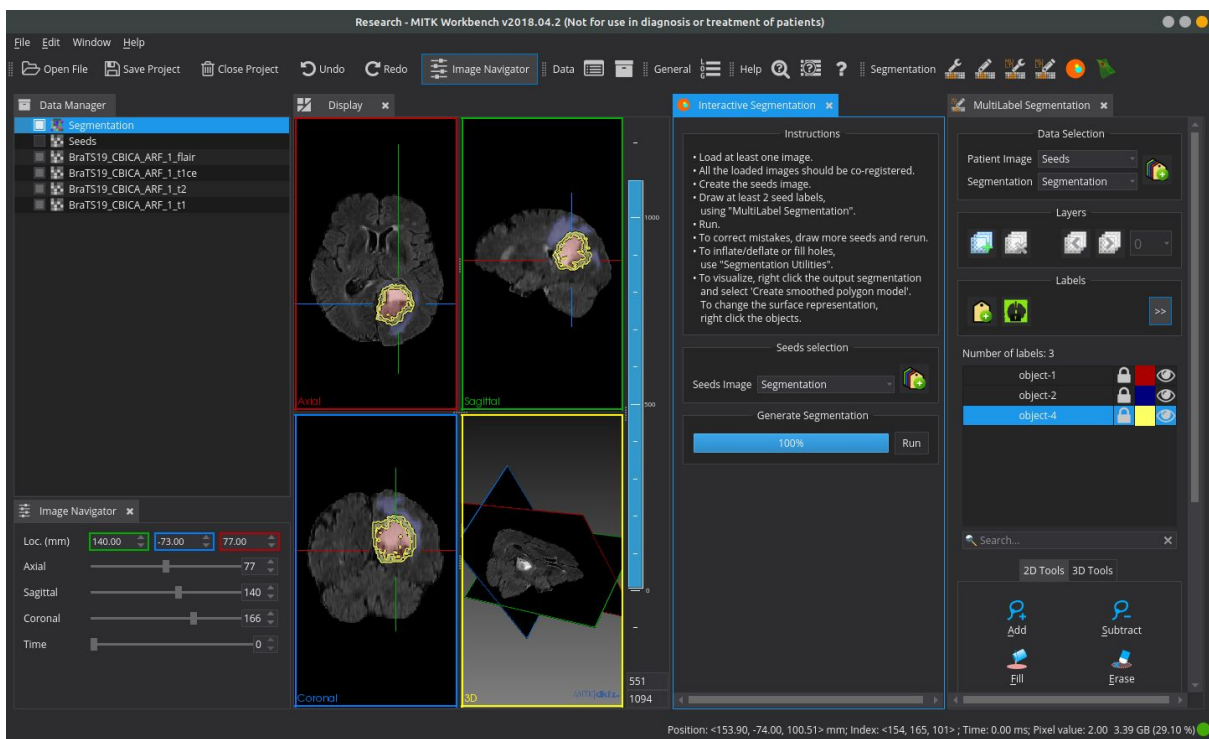 Research - MITK Workbench v2018.04.2 (Not for use in diagnosis or treatment of patients)
File Edit Window Help
Open File Save Project Close Project Undo Redo Image Navigator Data General Help ? Segmentation
Data Manager
Segmentation
Seeds
BraTS19_CBICA_ARF_1_flair
BraTS19_CBICA_ARF_1_t1ce
BraTS19_CBICA_ARF_1_t2
BraTS19_CBICA_ARF_1_t1
Image Navigator
Loc. (mm) 140.00 -73.00 77.00
Axial 77
Sagittal 140
Coronal 166
Time 0
Display
Axial
Sagittal
Coronal
3D
1000
500
0
551
1094
Interactive Segmentation
Instructions
• Load at least one image.
• All the loaded images should be co-registered.
• Create the seeds image.
• Draw at least 2 seed labels,
using "MultiLabel Segmentation".
• Run.
• To correct mistakes, draw more seeds and rerun.
• To inflate/deflate or fill holes,
use "Segmentation Utilities".
• To visualize, right click the output segmentation
and select 'Create smoothed polygon model'.
To change the surface representation,
right click the objects.
Seeds selection
Seeds Image Segmentation
Generate Segmentation
100% Run
MultiLabel Segmentation
Data Selection
Patient Image Seeds
Segmentation Segmentation
Layers
0
Labels
>>
Number of labels: 3
object-1
object-2
object-4
Search...
2D Tools 3D Tools
Add Subtract
Fill Erase
Position: <153.90, -74.00, 100.51> mm; Index: <154, 165, 101> ; Time: 0.00 ms; Pixel value: 2.00 3.39 GB (29.10 %)